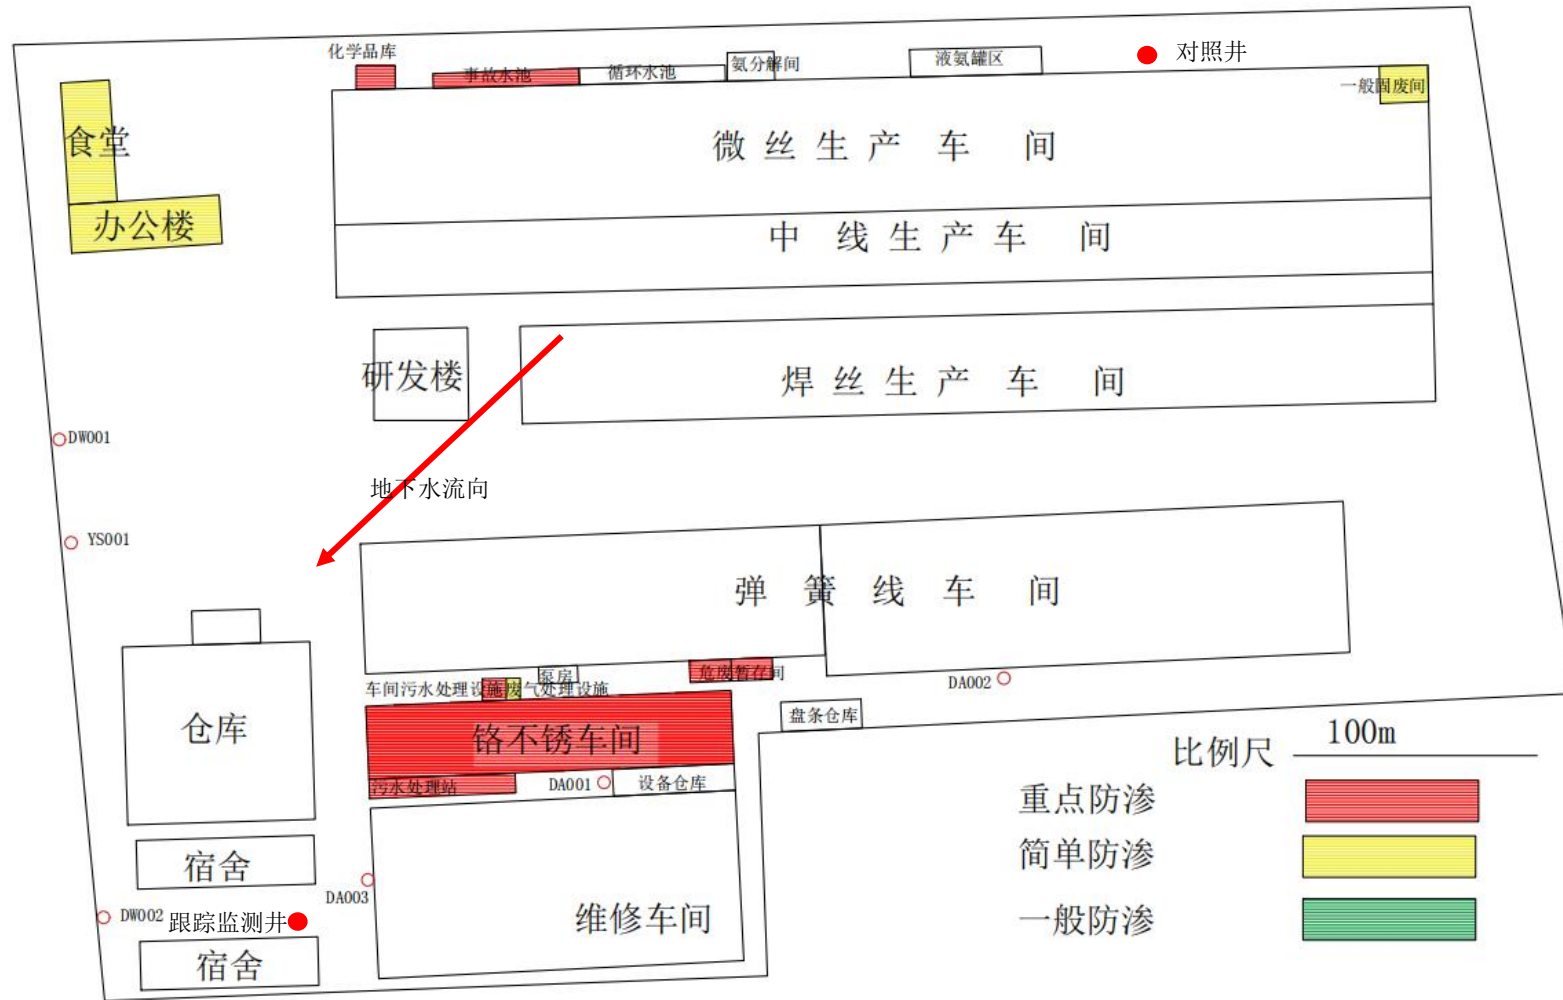 化学品库
事故水池
循环水池
氨分解间
液氨罐区
对照井
一般固废间
食堂
微丝生产车间
办公楼
中线生产车间
研发楼
焊丝生产车间
DW001
地下水流向
YS001
弹簧线车间
泵房
危废暂存间
车间污水处理设施
废气处理设施
DA002
仓库
铬不锈车间
盘条仓库
比例尺
100m
污水处理站
DA001
设备仓库
重点防渗
简单防渗
宿舍
DA003
DW002
跟踪监测井
维修车间
一般防渗
宿舍